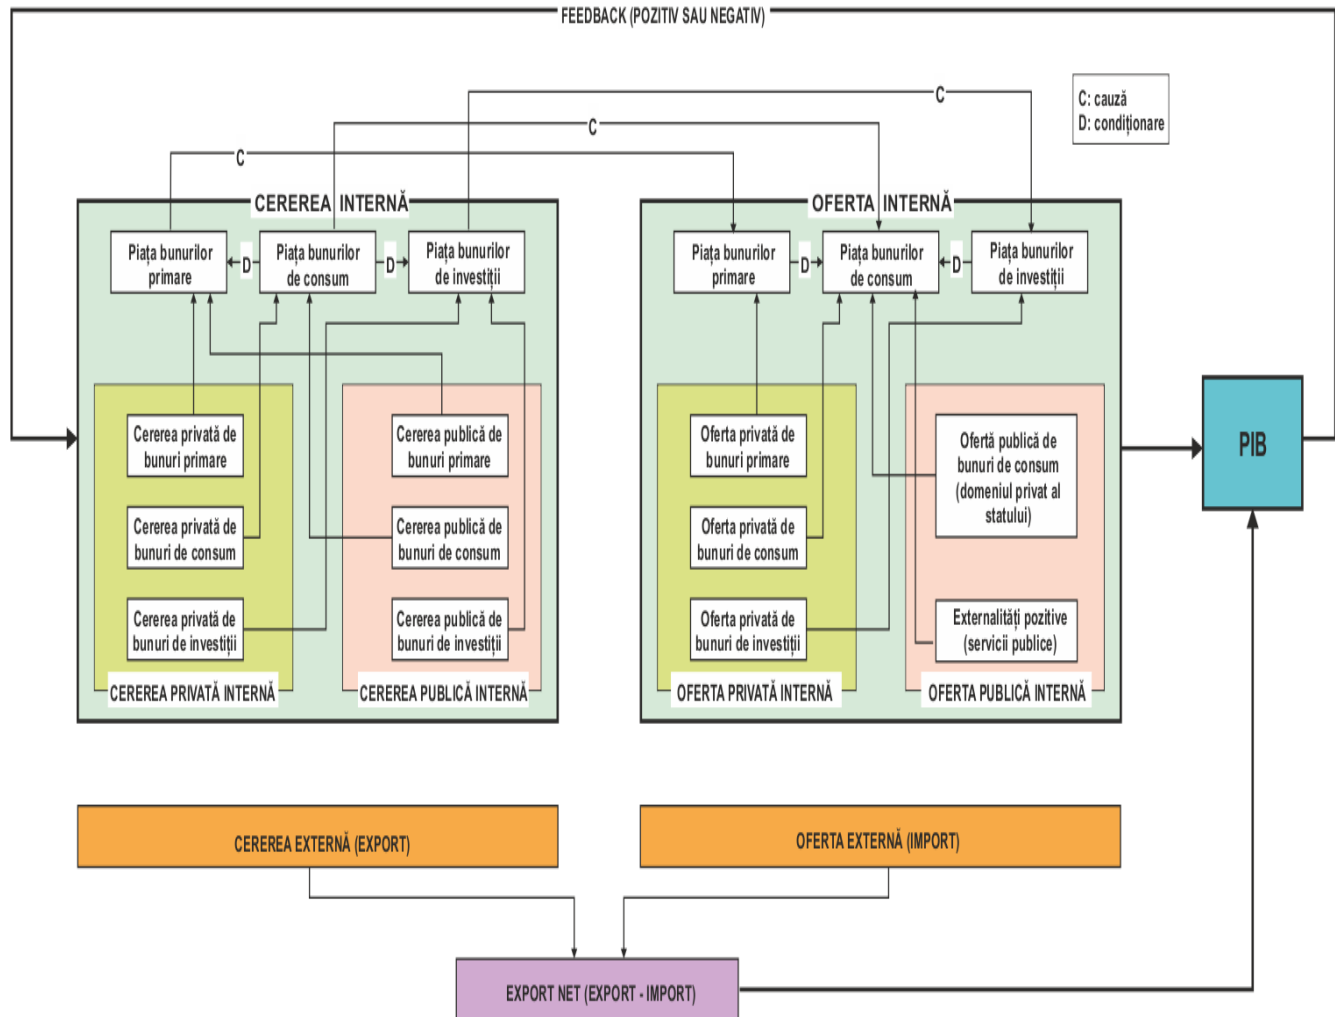 FEEDBACK (POZITIV SAU NEGATIV)
C: cauză
D: condiționare
C
C
C
CEREREA INTERNĂ
Piața bunurilor
primare
D
Piața bunurilor
de consum
D
Piața bunurilor
de investiții
Cererea privată de
bunuri primare
Cererea privată de
bunuri de consum
Cererea privată de
bunuri de investiții
CEREREA PRIVATĂ INTERNĂ
Cererea publică de
bunuri primare
Cererea publică de
bunuri de consum
Cererea publică de
bunuri de investiții
CEREREA PUBLICĂ INTERNĂ
OFERTA INTERNĂ
Piața bunurilor
primare
D
Piața bunurilor
de consum
D
Piața bunurilor
de investiții
Oferta privată de
bunuri primare
Oferta privată de
bunuri de consum
Oferta privată de
bunuri de investiții
OFERTA PRIVATĂ INTERNĂ
Ofertă publică de
bunuri de consum
(domeniul privat al
statului)
Externalități pozitive
(servicii publice)
OFERTA PUBLICĂ INTERNĂ
PIB
CEREREA EXTERNĂ (EXPORT)
OFERTA EXTERNĂ (IMPORT)
EXPORT NET (EXPORT - IMPORT)